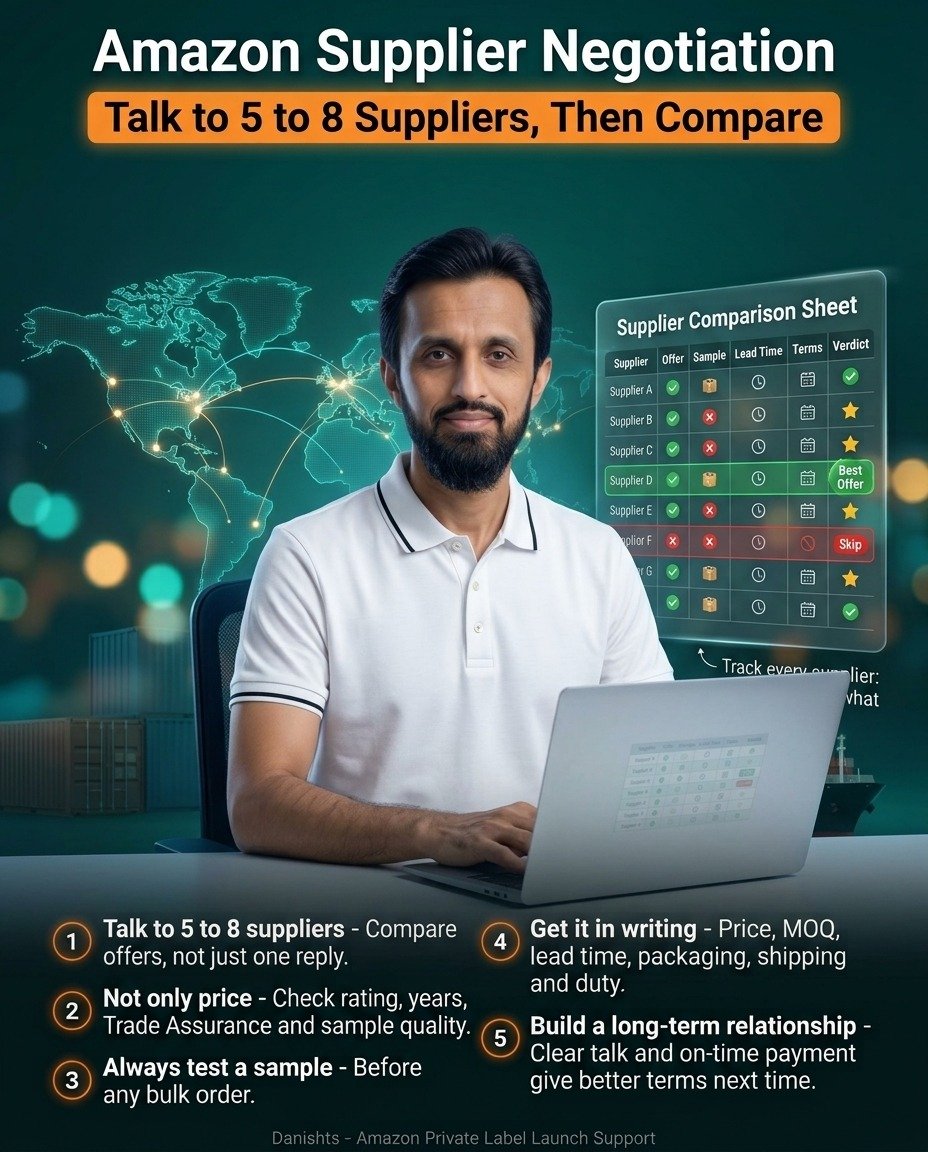 Amazon Supplier Negotiation
Talk to 5 to 8 Suppliers, Then Compare
Supplier Comparison Sheet
Supplier Offer Sample Lead Time Terms Verdict
Supplier A
Supplier B
Supplier C
Supplier D Best Offer
Supplier E
Supplier F Skip
G
Track every supplier:
what
1 Talk to 5 to 8 suppliers - Compare
offers, not just one reply.
2 Not only price - Check rating, years,
Trade Assurance and sample quality.
3 Always test a sample - Before
any bulk order.
4 Get it in writing - Price, MOQ,
lead time, packaging, shipping
and duty.
5 Build a long-term relationship -
Clear talk and on-time payment
give better terms next time.
Danishts - Amazon Private Label Launch Support